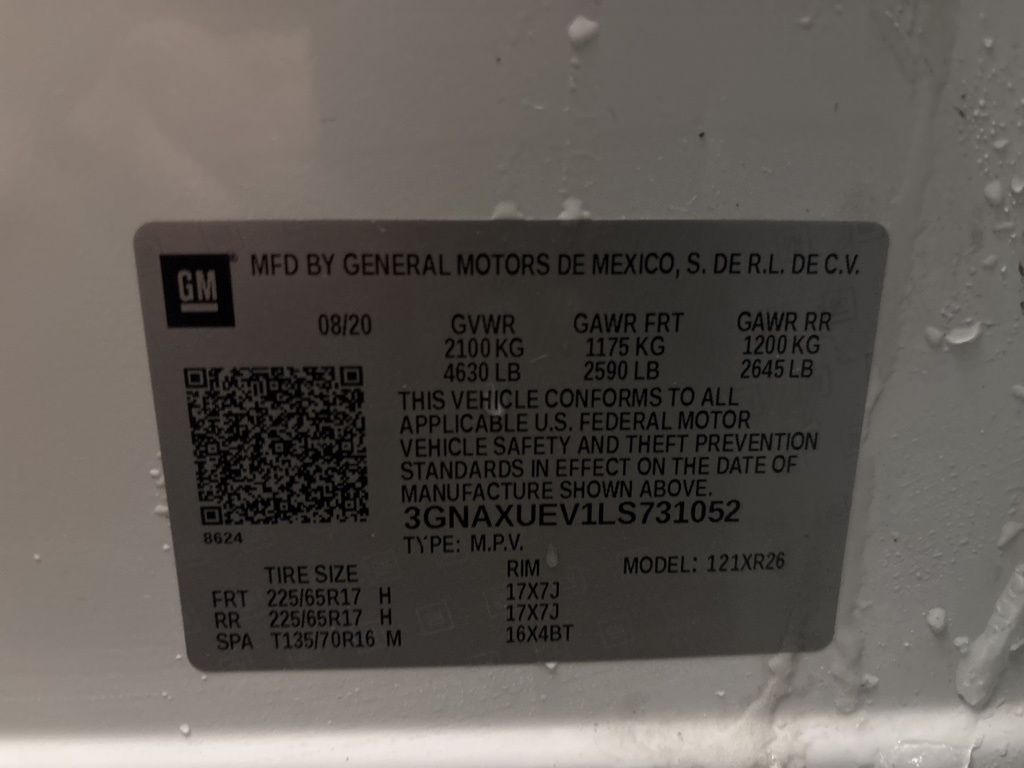 GM
MFD BY GENERAL MOTORS DE MEXICO, S. DE R.L. DE C.V.
08/20 GVWR GAWR FRT GAWR RR
2100 KG 1175 KG 1200 KG
4630 LB 2590 LB 2645 LB
THIS VEHICLE CONFORMS TO ALL
APPLICABLE U.S. FEDERAL MOTOR
VEHICLE SAFETY AND THEFT PREVENTION
STANDARDS IN EFFECT ON THE DATE OF
MANUFACTURE SHOWN ABOVE.
3GNAXUEV1LS731052
8624
TYPE: M.P.V.
TIRE SIZE RIM MODEL: 121XR26
FRT 225/65R17 H 17X7J
RR 225/65R17 H 17X7J
SPA T135/70R16 M 16X4BT